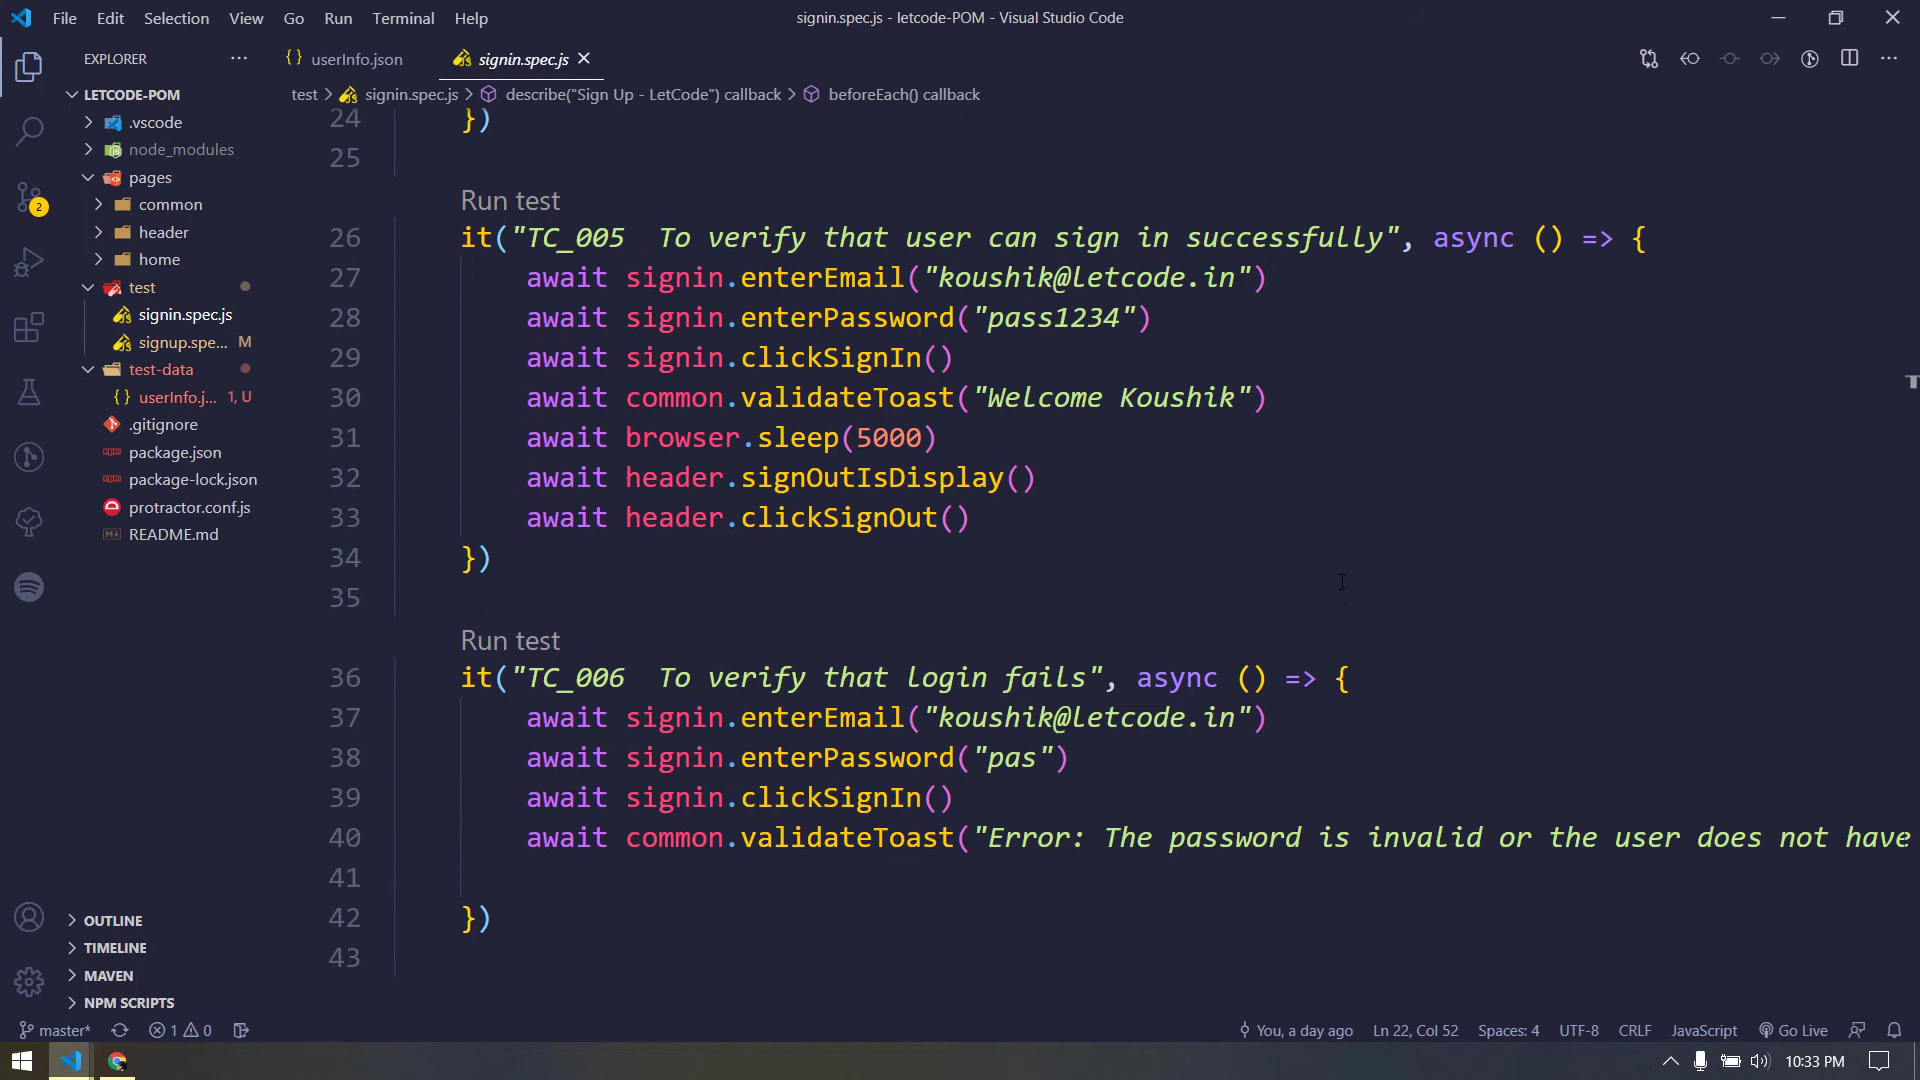 File Edit Selection View Go Run Terminal Help
signin.spec.js - letcode-POM - Visual Studio Code
EXPLORER
userInfo.json
signin.spec.js
LETCODE-POM
test > signin.spec.js > describe("Sign Up - LetCode") callback > beforeEach() callback
.vscode
node_modules
pages
common
header
home
test
signin.spec.js
signup.spe... M
test-data
userInfo.j... 1, U
.gitignore
package.json
package-lock.json
protractor.conf.js
README.md
2
24 })
25
Run test
26 it("TC_005  To verify that user can sign in successfully", async () => {
27 await signin.enterEmail("koushik@letcode.in")
28 await signin.enterPassword("pass1234")
29 await signin.clickSignIn()
30 await common.validateToast("Welcome Koushik")
31 await browser.sleep(5000)
32 await header.signOutIsDisplay()
33 await header.clickSignOut()
34 })
35
Run test
36 it("TC_006  To verify that login fails", async () => {
37 await signin.enterEmail("koushik@letcode.in")
38 await signin.enterPassword("pas")
39 await signin.clickSignIn()
40 await common.validateToast("Error: The password is invalid or the user does not have
41
42 })
43
OUTLINE
TIMELINE
MAVEN
NPM SCRIPTS
master* 1 0
You, a day ago Ln 22, Col 52 Spaces: 4 UTF-8 CRLF JavaScript Go Live
10:33 PM